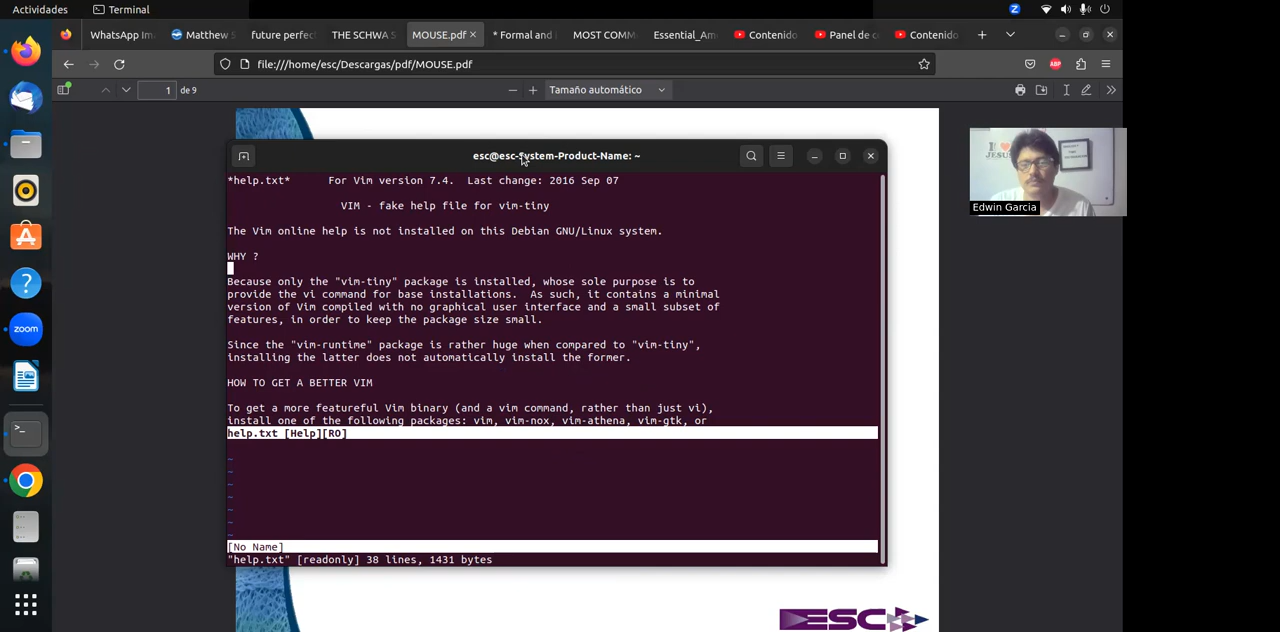 Actividades
Terminal
WhatsApp Im
Matthew
future perfec
THE SCHWA
MOUSE.pdf
* Formal and
MOST COMM
Essential_Am
Contenido
Panel de c
Contenido
file:///home/esc/Descargas/pdf/MOUSE.pdf
ABP
1 de 9
Tamaño automático
esc@esc-System-Product-Name: ~
*help.txt* For Vim version 7.4. Last change: 2016 Sep 07
VIM - fake help file for vim-tiny
The Vim online help is not installed on this Debian GNU/Linux system.
WHY ?
Because only the "vim-tiny" package is installed, whose sole purpose is to
provide the vi command for base installations. As such, it contains a minimal
version of Vim compiled with no graphical user interface and a small subset of
features, in order to keep the package size small.
Since the "vim-runtime" package is rather huge when compared to "vim-tiny",
installing the latter does not automatically install the former.
HOW TO GET A BETTER VIM
To get a more featureful Vim binary (and a vim command, rather than just vi),
install one of the following packages: vim, vim-nox, vim-athena, vim-gtk, or
help.txt [Help][RO]
~
~
~
~
~
~
~
[No Name]
"help.txt" [readonly] 38 lines, 1431 bytes
JESUS
Edwin Garcia
zoom
ESC